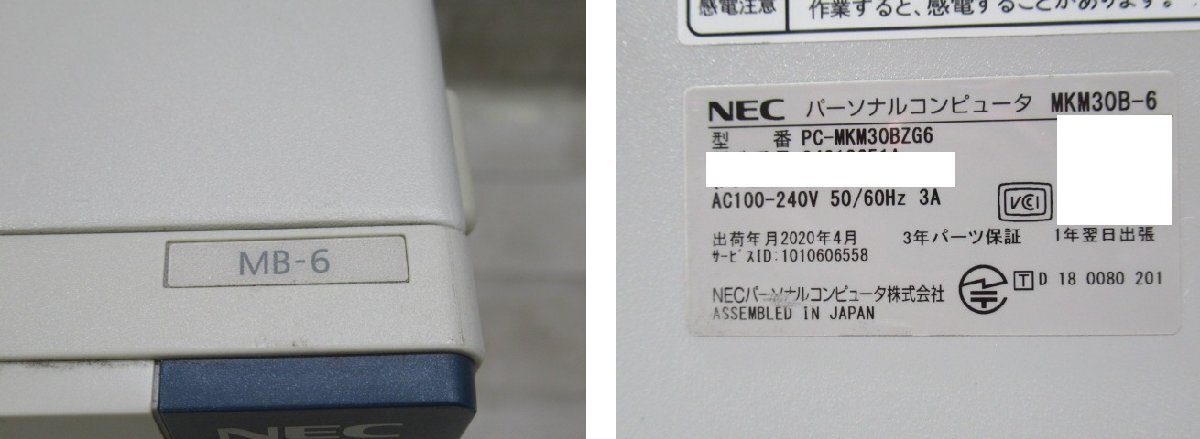 MB-6
NEC
感電注意
作業すると、感電することがあります。
NEC パーソナルコンピュータ MKM30B-6
型 番 PC-MKM30BZG6
AC100-240V 50/60Hz 3A
VCCI
出荷年月2020年4月 3年パーツ保証 1年翌日出張
サービスID:1010606558
NECパーソナルコンピュータ株式会社
T D 18 0080 201
ASSEMBLED IN JAPAN